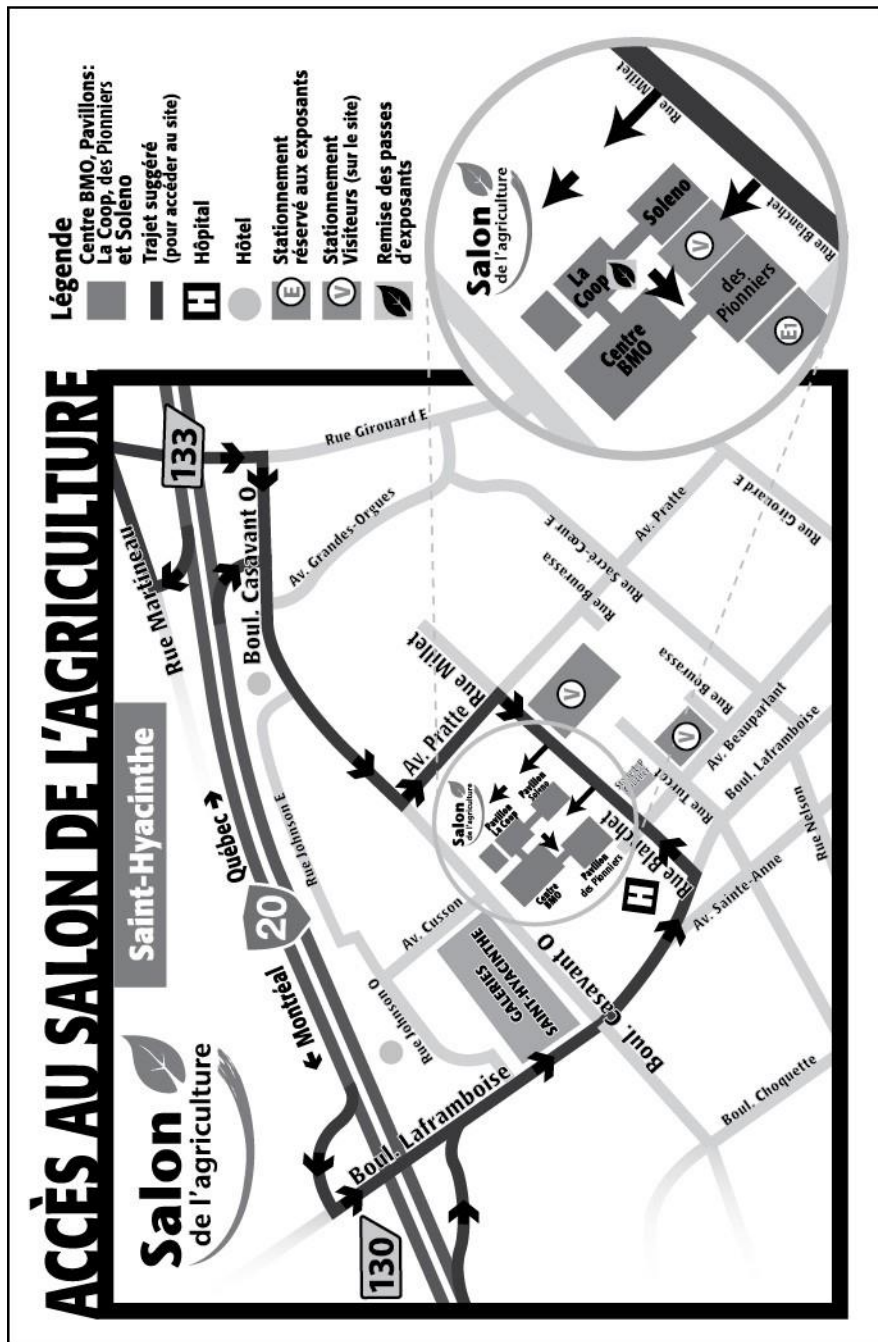 ACCÈS AU SALON DE L'AGRICULTURE
Légende
Centre BMO, Pavillons:
La Coop, des Pionniers
et Soleno
Trajet suggéré
(pour accéder au site)
H
Hôpital
Hôtel
E
Stationnement
réservé aux exposants
V
Stationnement
Visiteurs (sur le site)
Remise des passes
d'exposants
Salon
de l'agriculture
Saint-Hyacinthe
133
Rue Martineau
Québec
20
Montréal
130
Boul. Casavant O
Rue Girouard E
Av. Grandes-Orgues
Rue Johnson E
Rue Johnson O
Av. Cusson
Boul. Laframboise
GALERIES
SAINT-HYACINTHE
Av. Pratte
Rue Millet
Rue Bourassa
Rue Sacré-Cœur E
Av. Pratte
Rue Girouard E
V
Salon
de l'agriculture
Pavillon
La Coop
Pavillon
Soleno
Centre
BMO
Pavillon
des Pionniers
Rue Blanchet
H
Rue Turcot
V
Rue Bourassa
Av. Beauparlant
Boul. Laframboise
Rue Nelson
Av. Sainte-Anne
Boul. Casavant O
Boul. Choquette
Salon
de l'agriculture
Rue
Millet
La
Coop
Soleno
V
Centre
BMO
des
Pionniers
E1
Rue Blanchet